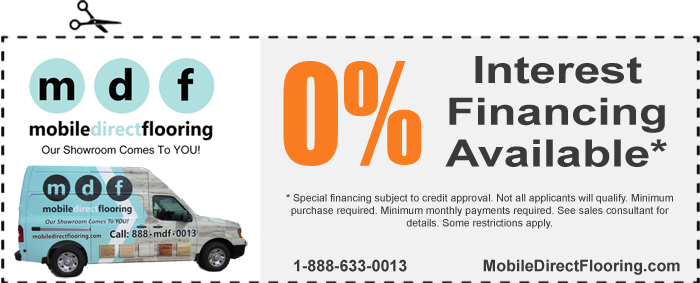 m d f
mobiledirectflooring
Our Showroom Comes To YOU!
m d f
mobiledirectflooring
Our Showroom Comes To YOU!
mobiledirectflooring.com
Call: 888-mdf-0013
0%
Interest
Financing
Available*
* Special financing subject to credit approval. Not all applicants will qualify. Minimum
purchase required. Minimum monthly payments required. See sales consultant for
details. Some restrictions apply.
1-888-633-0013
MobileDirectFlooring.com